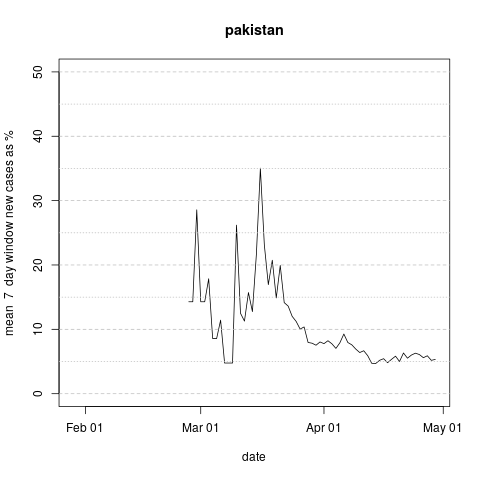 pakistan
mean 7 day window new cases as %
50
40
30
20
10
0
Feb 01
Mar 01
Apr 01
May 01
date